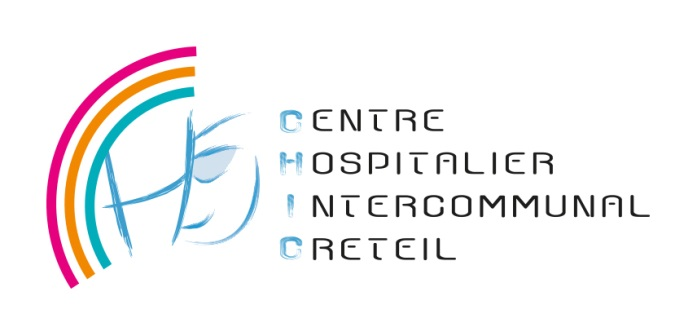 CENTRE
HOSPITALIER
INTERCOMMUNAL
CRETEIL